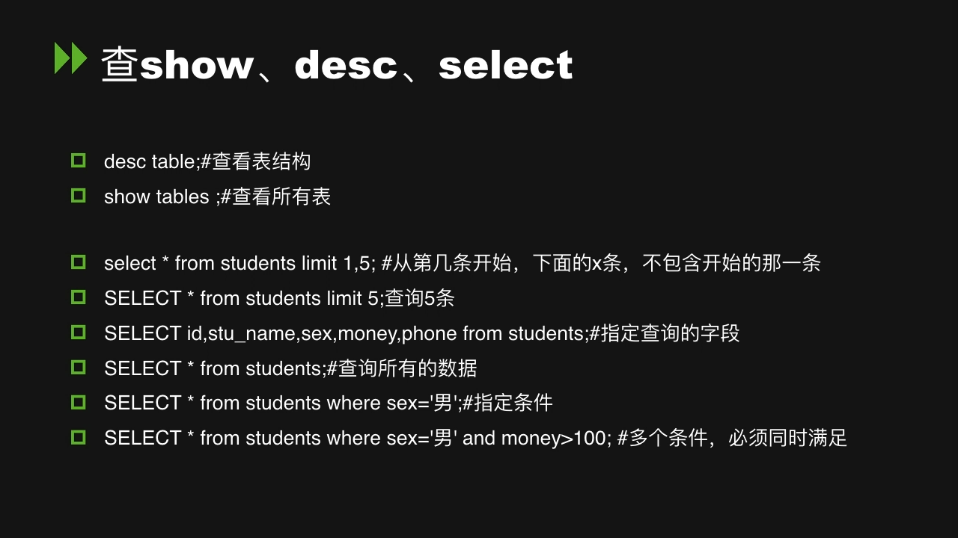 查show、desc、select
desc table;#查看表结构
show tables ;#查看所有表
select * from students limit 1,5; #从第几条开始，下面的x条，不包含开始的那一条
SELECT * from students limit 5;查询5条
SELECT id,stu_name,sex,money,phone from students;#指定查询的字段
SELECT * from students;#查询所有的数据
SELECT * from students where sex='男';#指定条件
SELECT * from students where sex='男' and money>100; #多个条件，必须同时满足